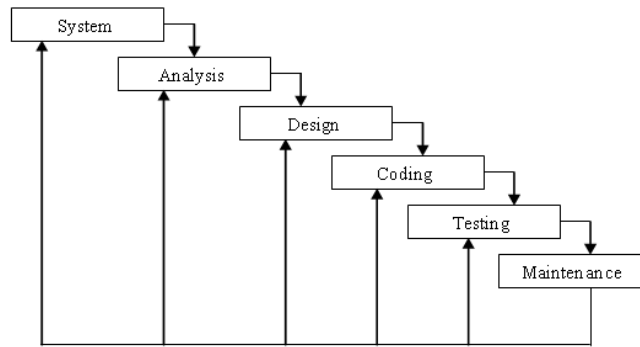 System
Analysis
Design
Coding
Testing
Maintenance